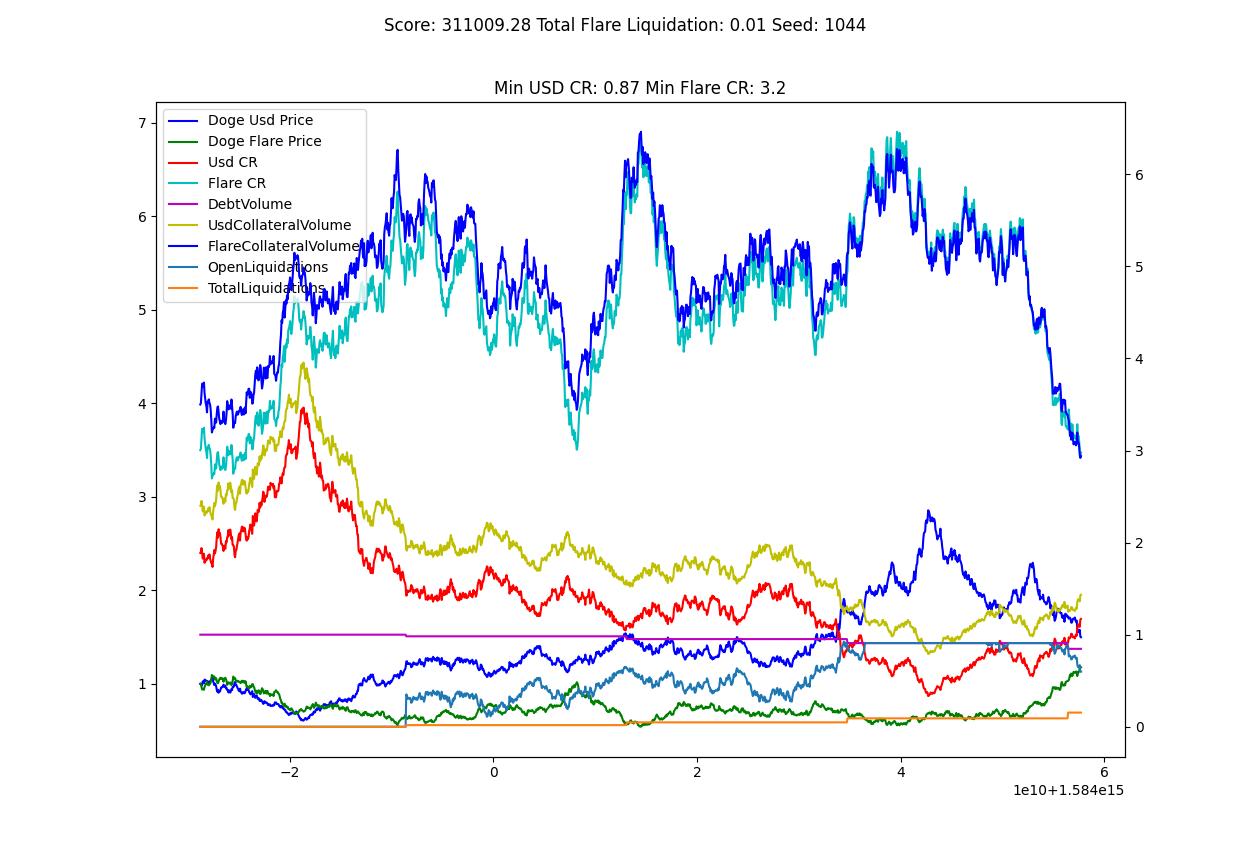 Score: 311009.28 Total Flare Liquidation: 0.01 Seed: 1044
Min USD CR: 0.87 Min Flare CR: 3.2
Doge Usd Price
Doge Flare Price
Usd CR
Flare CR
DebtVolume
UsdCollateralVolume
FlareCollateralVolume
OpenLiquidations
TotalLiquidations
7
6
5
4
3
2
1
6
5
4
3
2
1
0
−2
0
2
4
6
1e10+1.584e15